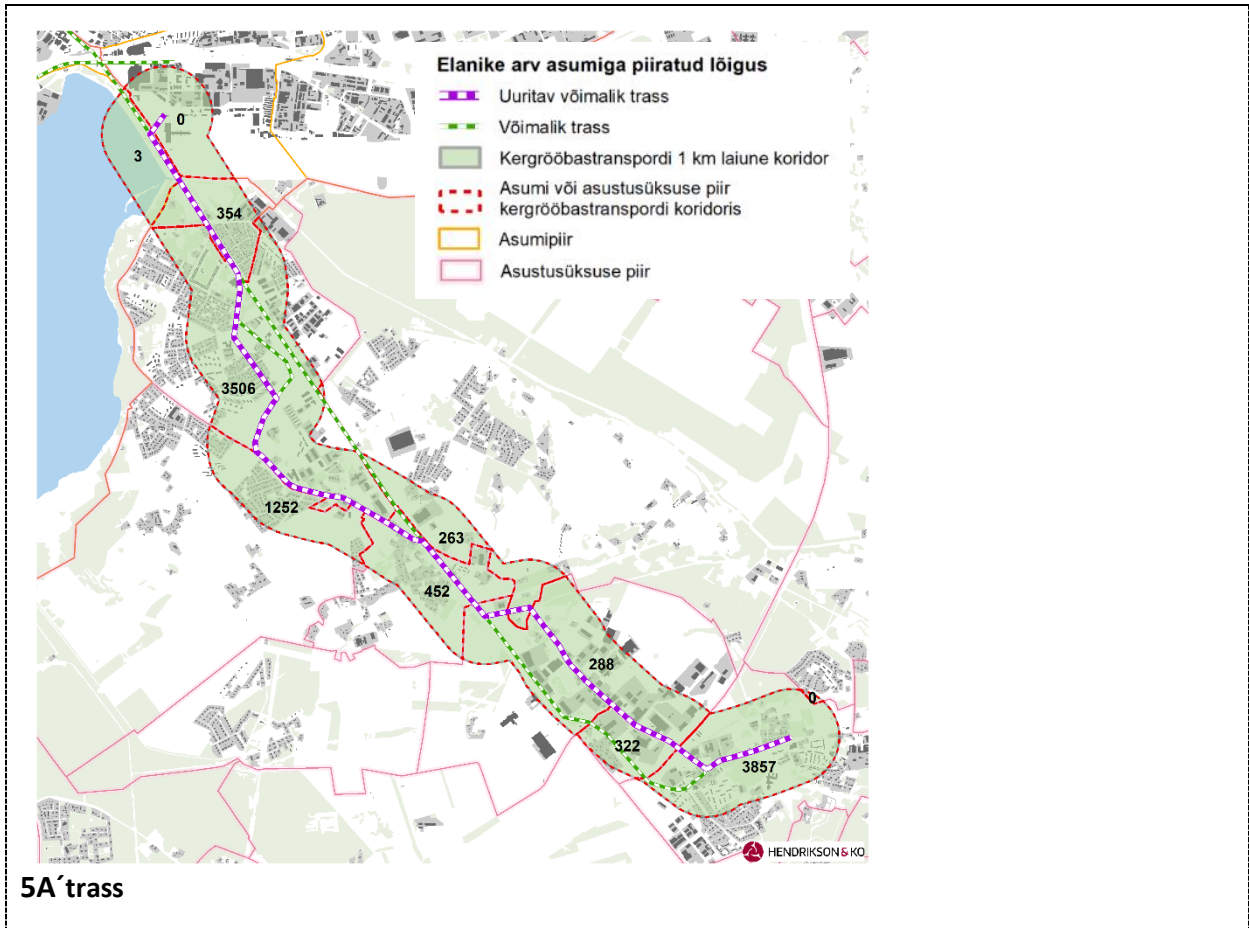 Elanike arv asumiga piiratud lõigus
Uuritav võimalik trass
Võimalik trass
Kergrööbastranspordi 1 km laiune koridor
Asumi või asustusüksuse piir
kergrööbastranspordi koridoris
Asumipiir
Asustusüksuse piir
0
3
354
3506
1252
263
452
288
0
322
3857
HENDRIKSON & KO
5A´trass